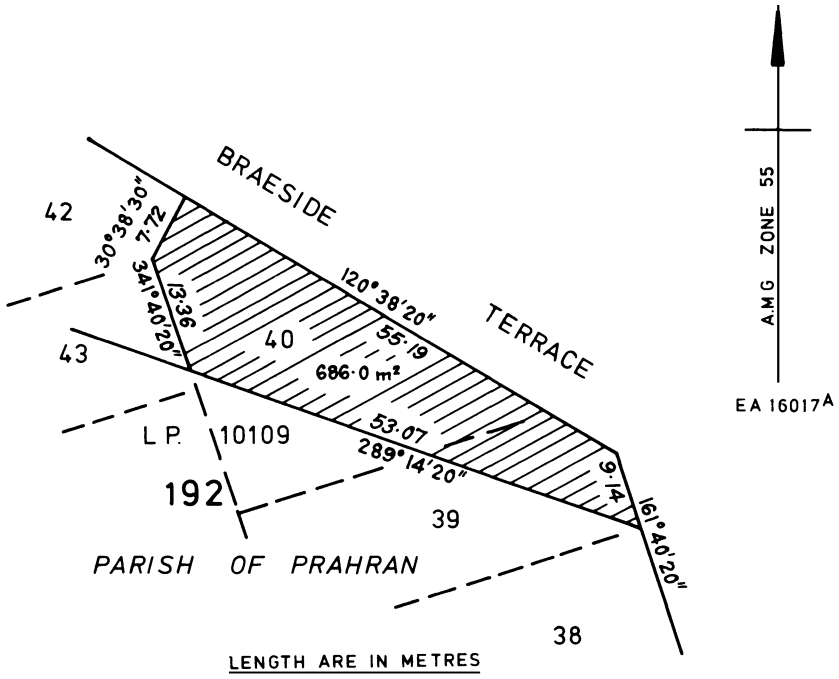 BRAESIDE
TERRACE
A.M.G ZONE 55
EA 16017A
42
30°38'30"
7·72
341°40'20"
13·36
120°38'20"
55·19
40
686·0 m²
43
53·07
289°14'20"
9·14
161°40'20"
L P. 10109
192
39
PARISH OF PRAHRAN
38
LENGTH ARE IN METRES